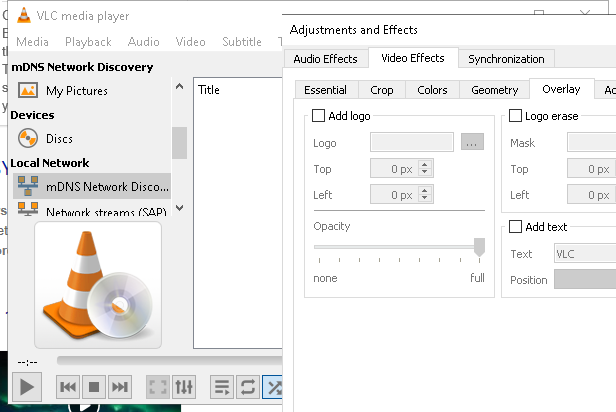 VLC media player
Media Playback Audio Video Subtitle T
mDNS Network Discovery
My Pictures
Devices
Discs
Local Network
mDNS Network Disco...
Network streams (SAP)
Title
--:--
Adjustments and Effects
Audio Effects Video Effects Synchronization
Essential Crop Colors Geometry Overlay
Add logo
Logo ...
Top 0 px
Left 0 px
Opacity
none full
Logo erase
Mask
Top 0 px
Left 0 px
Add text
Text VLC
Position